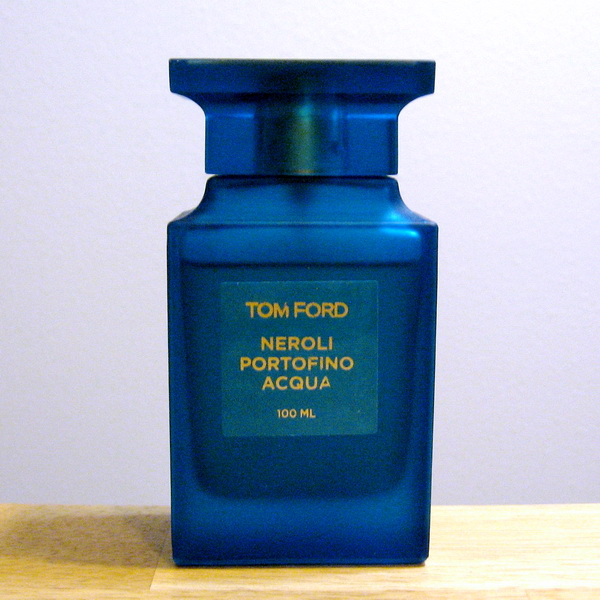 TOM FORD
NEROLI
PORTOFINO
ACQUA
100 ML